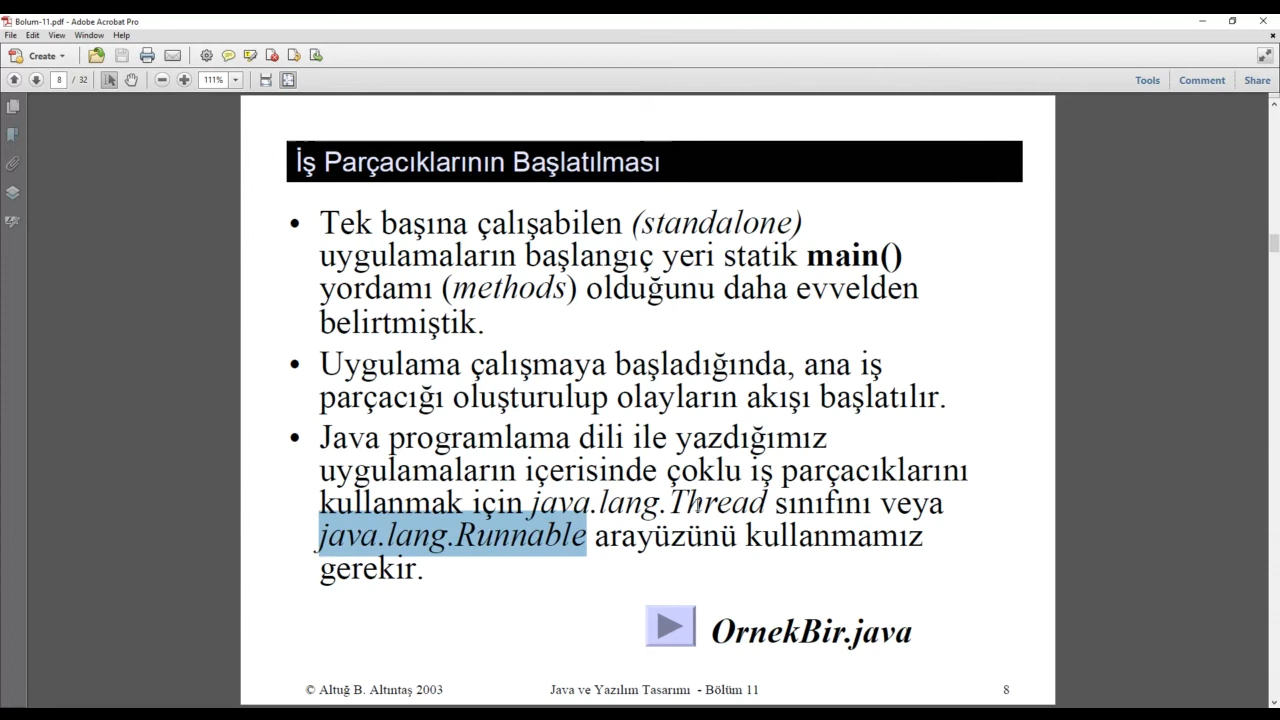 Bolum-11.pdf - Adobe Acrobat Pro
File Edit View Window Help
Create
8 / 32 111% Tools Comment Share
İş Parçacıklarının Başlatılması
• Tek başına çalışabilen (standalone)
uygulamaların başlangıç yeri statik main()
yordamı (methods) olduğunu daha evvelden
belirtmiştik.
• Uygulama çalışmaya başladığında, ana iş
parçacığı oluşturulup olayların akışı başlatılır.
• Java programlama dili ile yazdığımız
uygulamaların içerisinde çoklu iş parçacıklarını
kullanmak için java.lang.Thread sınıfını veya
java.lang.Runnable arayüzünü kullanmamız
gerekir.
OrnekBir.java
© Altuğ B. Altıntaş 2003 Java ve Yazılım Tasarımı - Bölüm 11 8